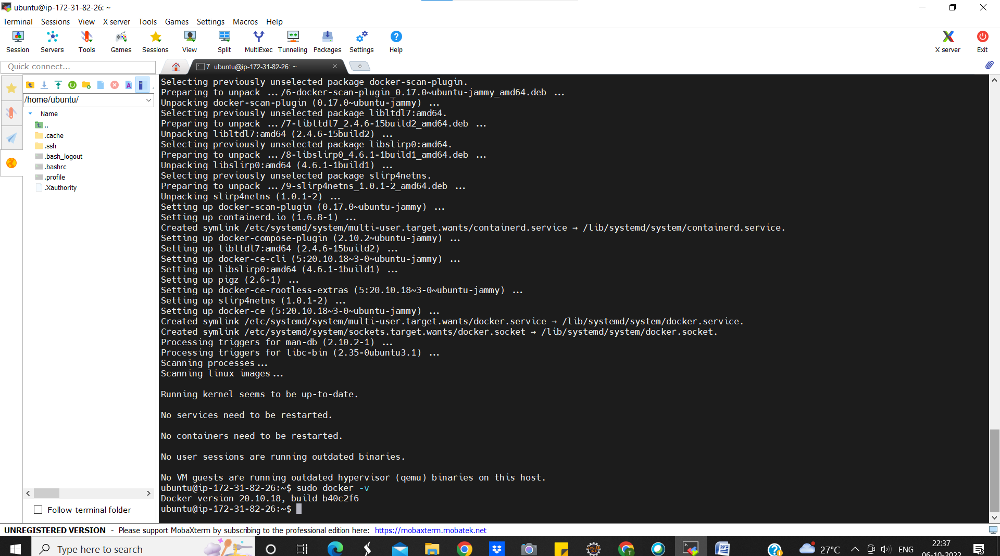 ubuntu@ip-172-31-82-26: ~
Terminal Sessions View X server Tools Games Settings Macros Help
Session Servers Tools Games Sessions View Split MultiExec Tunneling Packages Settings Help X server Exit
Quick connect...
7. ubuntu@ip-172-31-82-26: ~
/home/ubuntu/
Name
..
.cache
.ssh
.bash_logout
.bashrc
.profile
.Xauthority
Follow terminal folder
Selecting previously unselected package docker-scan-plugin.
Preparing to unpack .../6-docker-scan-plugin_0.17.0~ubuntu-jammy_amd64.deb ...
Unpacking docker-scan-plugin (0.17.0~ubuntu-jammy) ...
Selecting previously unselected package libltdl7:amd64.
Preparing to unpack .../7-libltdl7_2.4.6-15build2_amd64.deb ...
Unpacking libltdl7:amd64 (2.4.6-15build2) ...
Selecting previously unselected package libslirp0:amd64.
Preparing to unpack .../8-libslirp0_4.6.1-1build1_amd64.deb ...
Unpacking libslirp0:amd64 (4.6.1-1build1) ...
Selecting previously unselected package slirp4netns.
Preparing to unpack .../9-slirp4netns_1.0.1-2_amd64.deb ...
Unpacking slirp4netns (1.0.1-2) ...
Setting up docker-scan-plugin (0.17.0~ubuntu-jammy) ...
Setting up containerd.io (1.6.8-1) ...
Created symlink /etc/systemd/system/multi-user.target.wants/containerd.service → /lib/systemd/system/containerd.service.
Setting up docker-compose-plugin (2.10.2~ubuntu-jammy) ...
Setting up libltdl7:amd64 (2.4.6-15build2) ...
Setting up docker-ce-cli (5:20.10.18~3-0~ubuntu-jammy) ...
Setting up libslirp0:amd64 (4.6.1-1build1) ...
Setting up pigz (2.6-1) ...
Setting up docker-ce-rootless-extras (5:20.10.18~3-0~ubuntu-jammy) ...
Setting up slirp4netns (1.0.1-2) ...
Setting up docker-ce (5:20.10.18~3-0~ubuntu-jammy) ...
Created symlink /etc/systemd/system/multi-user.target.wants/docker.service → /lib/systemd/system/docker.service.
Created symlink /etc/systemd/system/sockets.target.wants/docker.socket → /lib/systemd/system/docker.socket.
Processing triggers for man-db (2.10.2-1) ...
Processing triggers for libc-bin (2.35-0ubuntu3.1) ...
Scanning processes...
Scanning linux images...
Running kernel seems to be up-to-date.
No services need to be restarted.
No containers need to be restarted.
No user sessions are running outdated binaries.
No VM guests are running outdated hypervisor (qemu) binaries on this host.
ubuntu@ip-172-31-82-26:~$ sudo docker -v
Docker version 20.10.18, build b40c2f6
ubuntu@ip-172-31-82-26:~$
UNREGISTERED VERSION - Please support MobaXterm by subscribing to the professional edition here: https://mobaxterm.mobatek.net
Type here to search
27°C ENG 22:37
06-10-2022